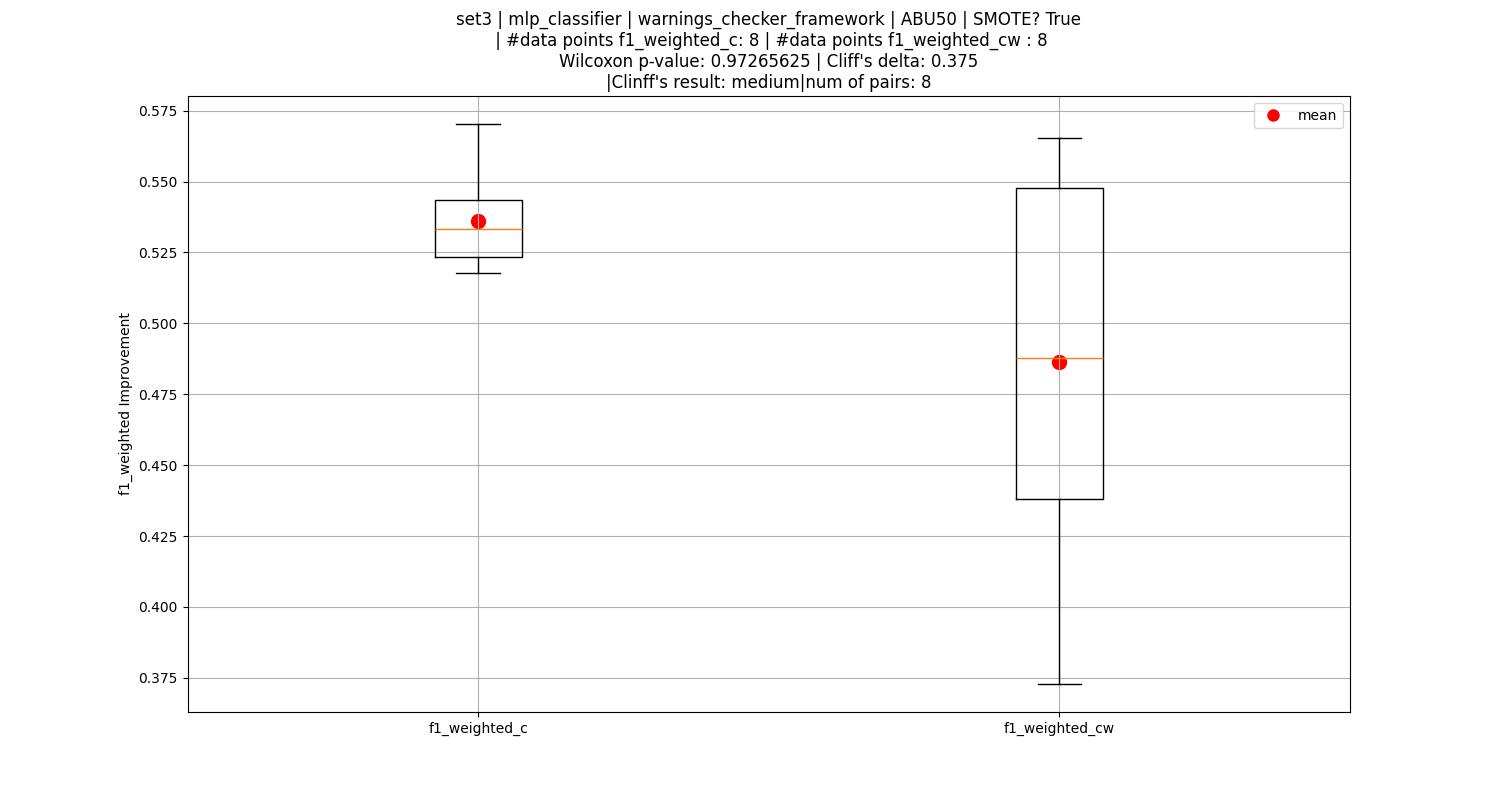 set3 | mlp_classifier | warnings_checker_framework | ABU50 | SMOTE? True
| #data points f1_weighted_c: 8 | #data points f1_weighted_cw : 8
Wilcoxon p-value: 0.97265625 | Cliff's delta: 0.375
|Clinff's result: medium|num of pairs: 8
mean
f1_weighted Improvement
0.575
0.550
0.525
0.500
0.475
0.450
0.425
0.400
0.375
f1_weighted_c
f1_weighted_cw